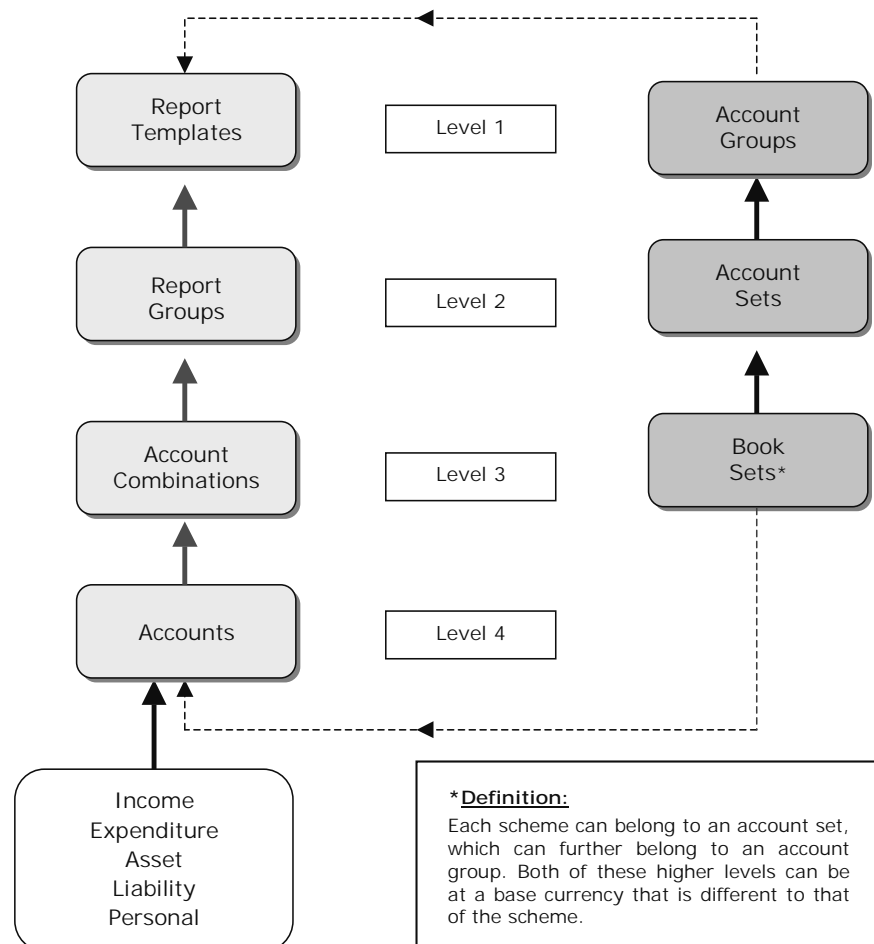 Report
Templates
Level 1
Account
Groups
Report
Groups
Level 2
Account
Sets
Account
Combinations
Level 3
Book
Sets*
Accounts
Level 4
Income
Expenditure
Asset
Liability
Personal
*Definition:
Each scheme can belong to an account set,
which can further belong to an account
group. Both of these higher levels can be
at a base currency that is different to that
of the scheme.